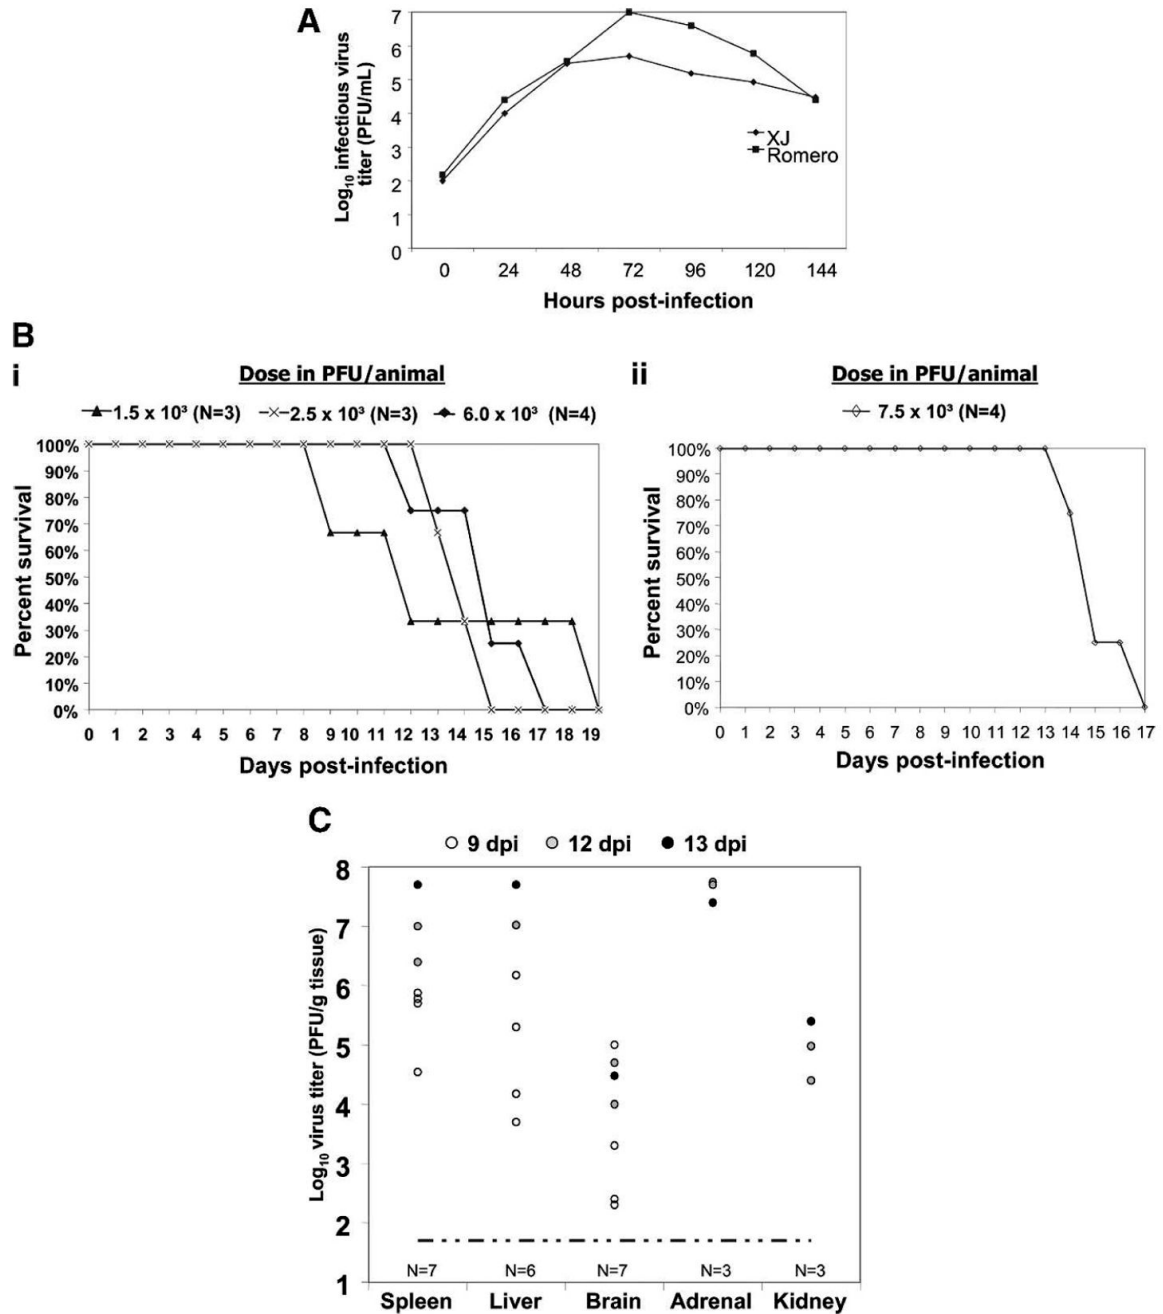 A
Log₁₀ infectious virus
titer (PFU/mL)
7
6
5
4
3
2
1
0
XJ
Romero
0 24 48 72 96 120 144
Hours post-infection
B
i
Dose in PFU/animal
1.5 x 10³ (N=3) 2.5 x 10³ (N=3) 6.0 x 10³ (N=4)
Percent survival
100%
90%
80%
70%
60%
50%
40%
30%
20%
10%
0%
0 1 2 3 4 5 6 7 8 9 10 11 12 13 14 15 16 17 18 19
Days post-infection
ii
Dose in PFU/animal
7.5 x 10³ (N=4)
Percent survival
100%
90%
80%
70%
60%
50%
40%
30%
20%
10%
0%
0 1 2 3 4 5 6 7 8 9 10 11 12 13 14 15 16 17
Days post-infection
C
9 dpi 12 dpi 13 dpi
Log₁₀ virus titer (PFU/g tissue)
8
7
6
5
4
3
2
1
N=7 N=6 N=7 N=3 N=3
Spleen Liver Brain Adrenal Kidney